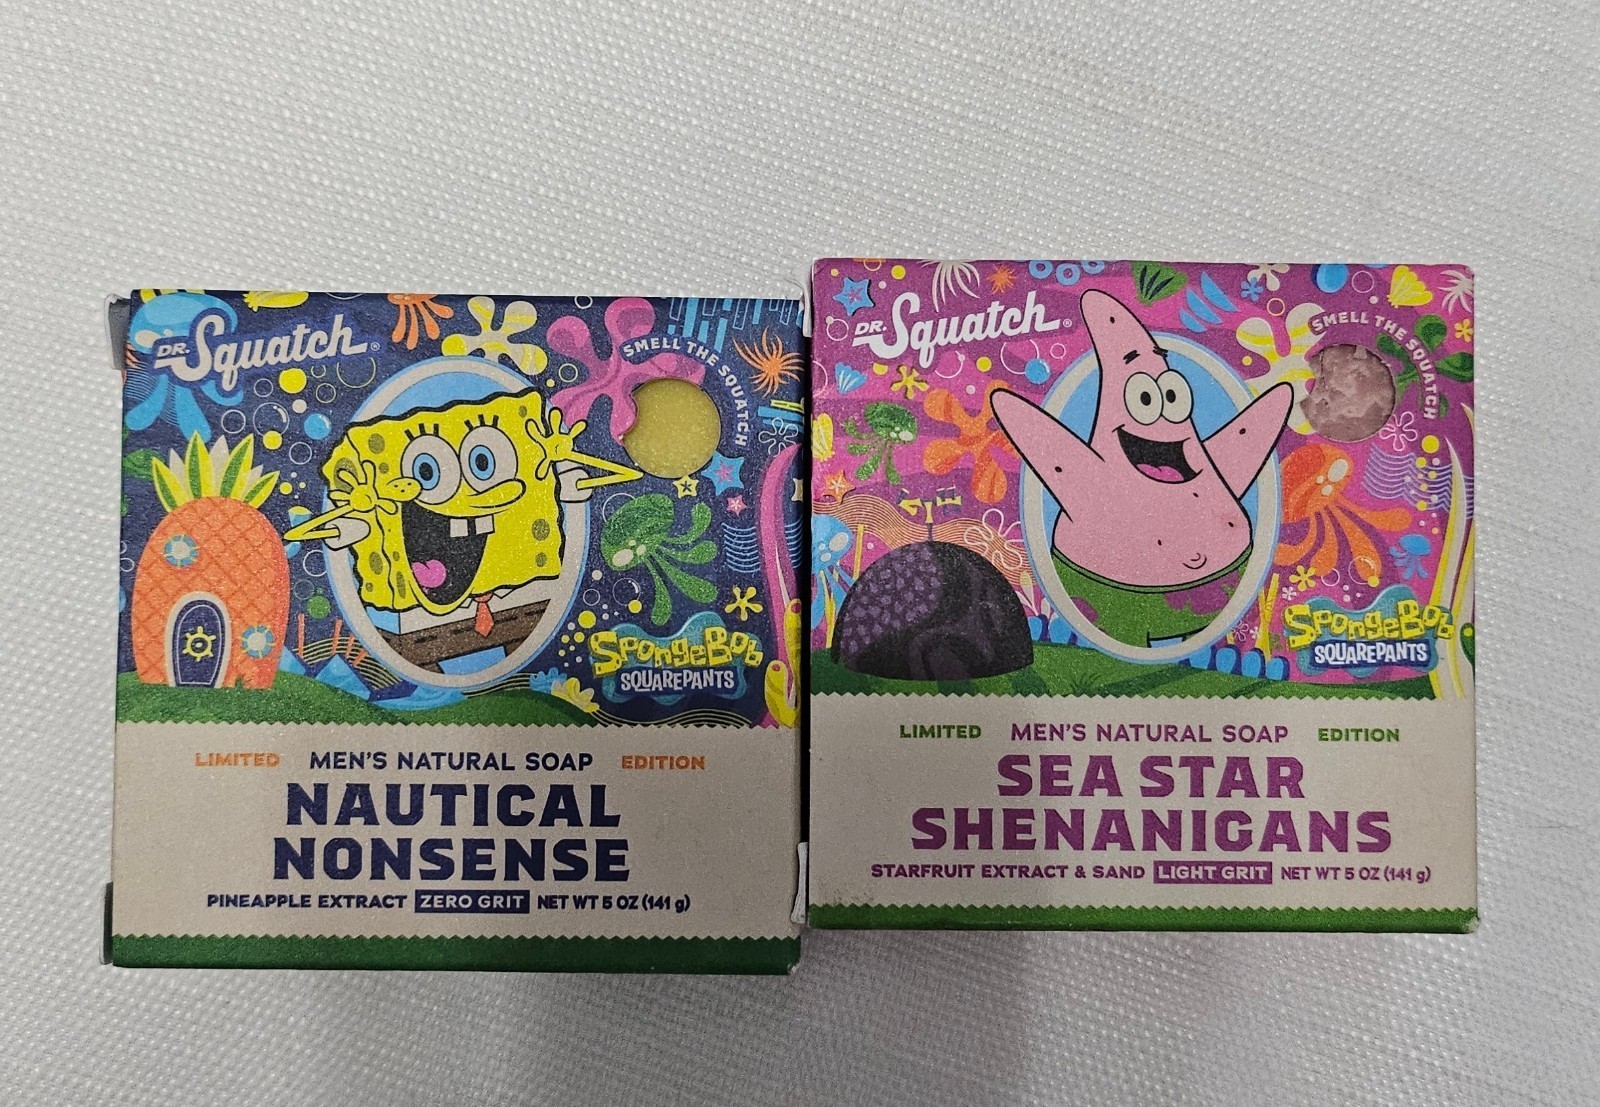 DR. Squatch®
SMELL THE SQUATCH
SPONGEBOB
SQUAREPANTS
LIMITED MEN'S NATURAL SOAP EDITION
NAUTICAL
NONSENSE
PINEAPPLE EXTRACT ZERO GRIT NET WT 5 OZ (141 g)
DR. Squatch®
SMELL THE SQUATCH
SPONGEBOB
SQUAREPANTS
LIMITED MEN'S NATURAL SOAP EDITION
SEA STAR
SHENANIGANS
STARFRUIT EXTRACT & SAND LIGHT GRIT NET WT 5 OZ (141 g)